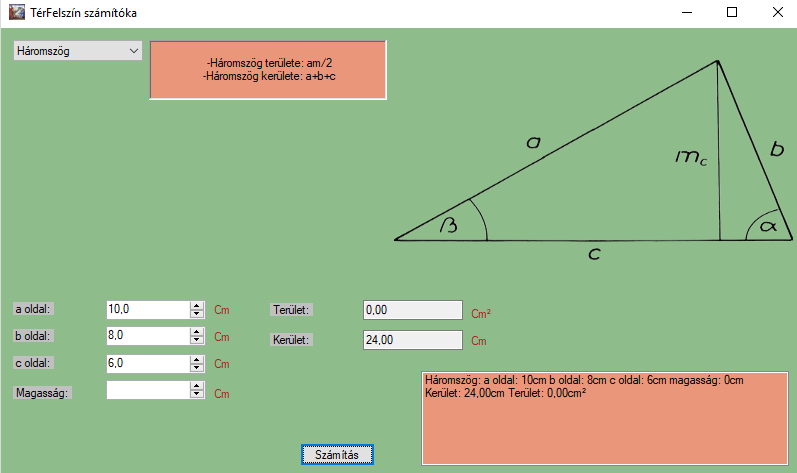 TérFelszín számítóka
Háromszög
-Háromszög területe: am/2
-Háromszög kerülete: a+b+c
a
b
m_c
β
α
c
a oldal: 10,0 Cm
Terület: 0,00 Cm²
b oldal: 8,0 Cm
Kerület: 24,00 Cm
c oldal: 6,0 Cm
Magasság: Cm
Háromszög: a oldal: 10cm b oldal: 8cm c oldal: 6cm magasság: 0cm
Kerület: 24,00cm Terület: 0,00cm²
Számítás